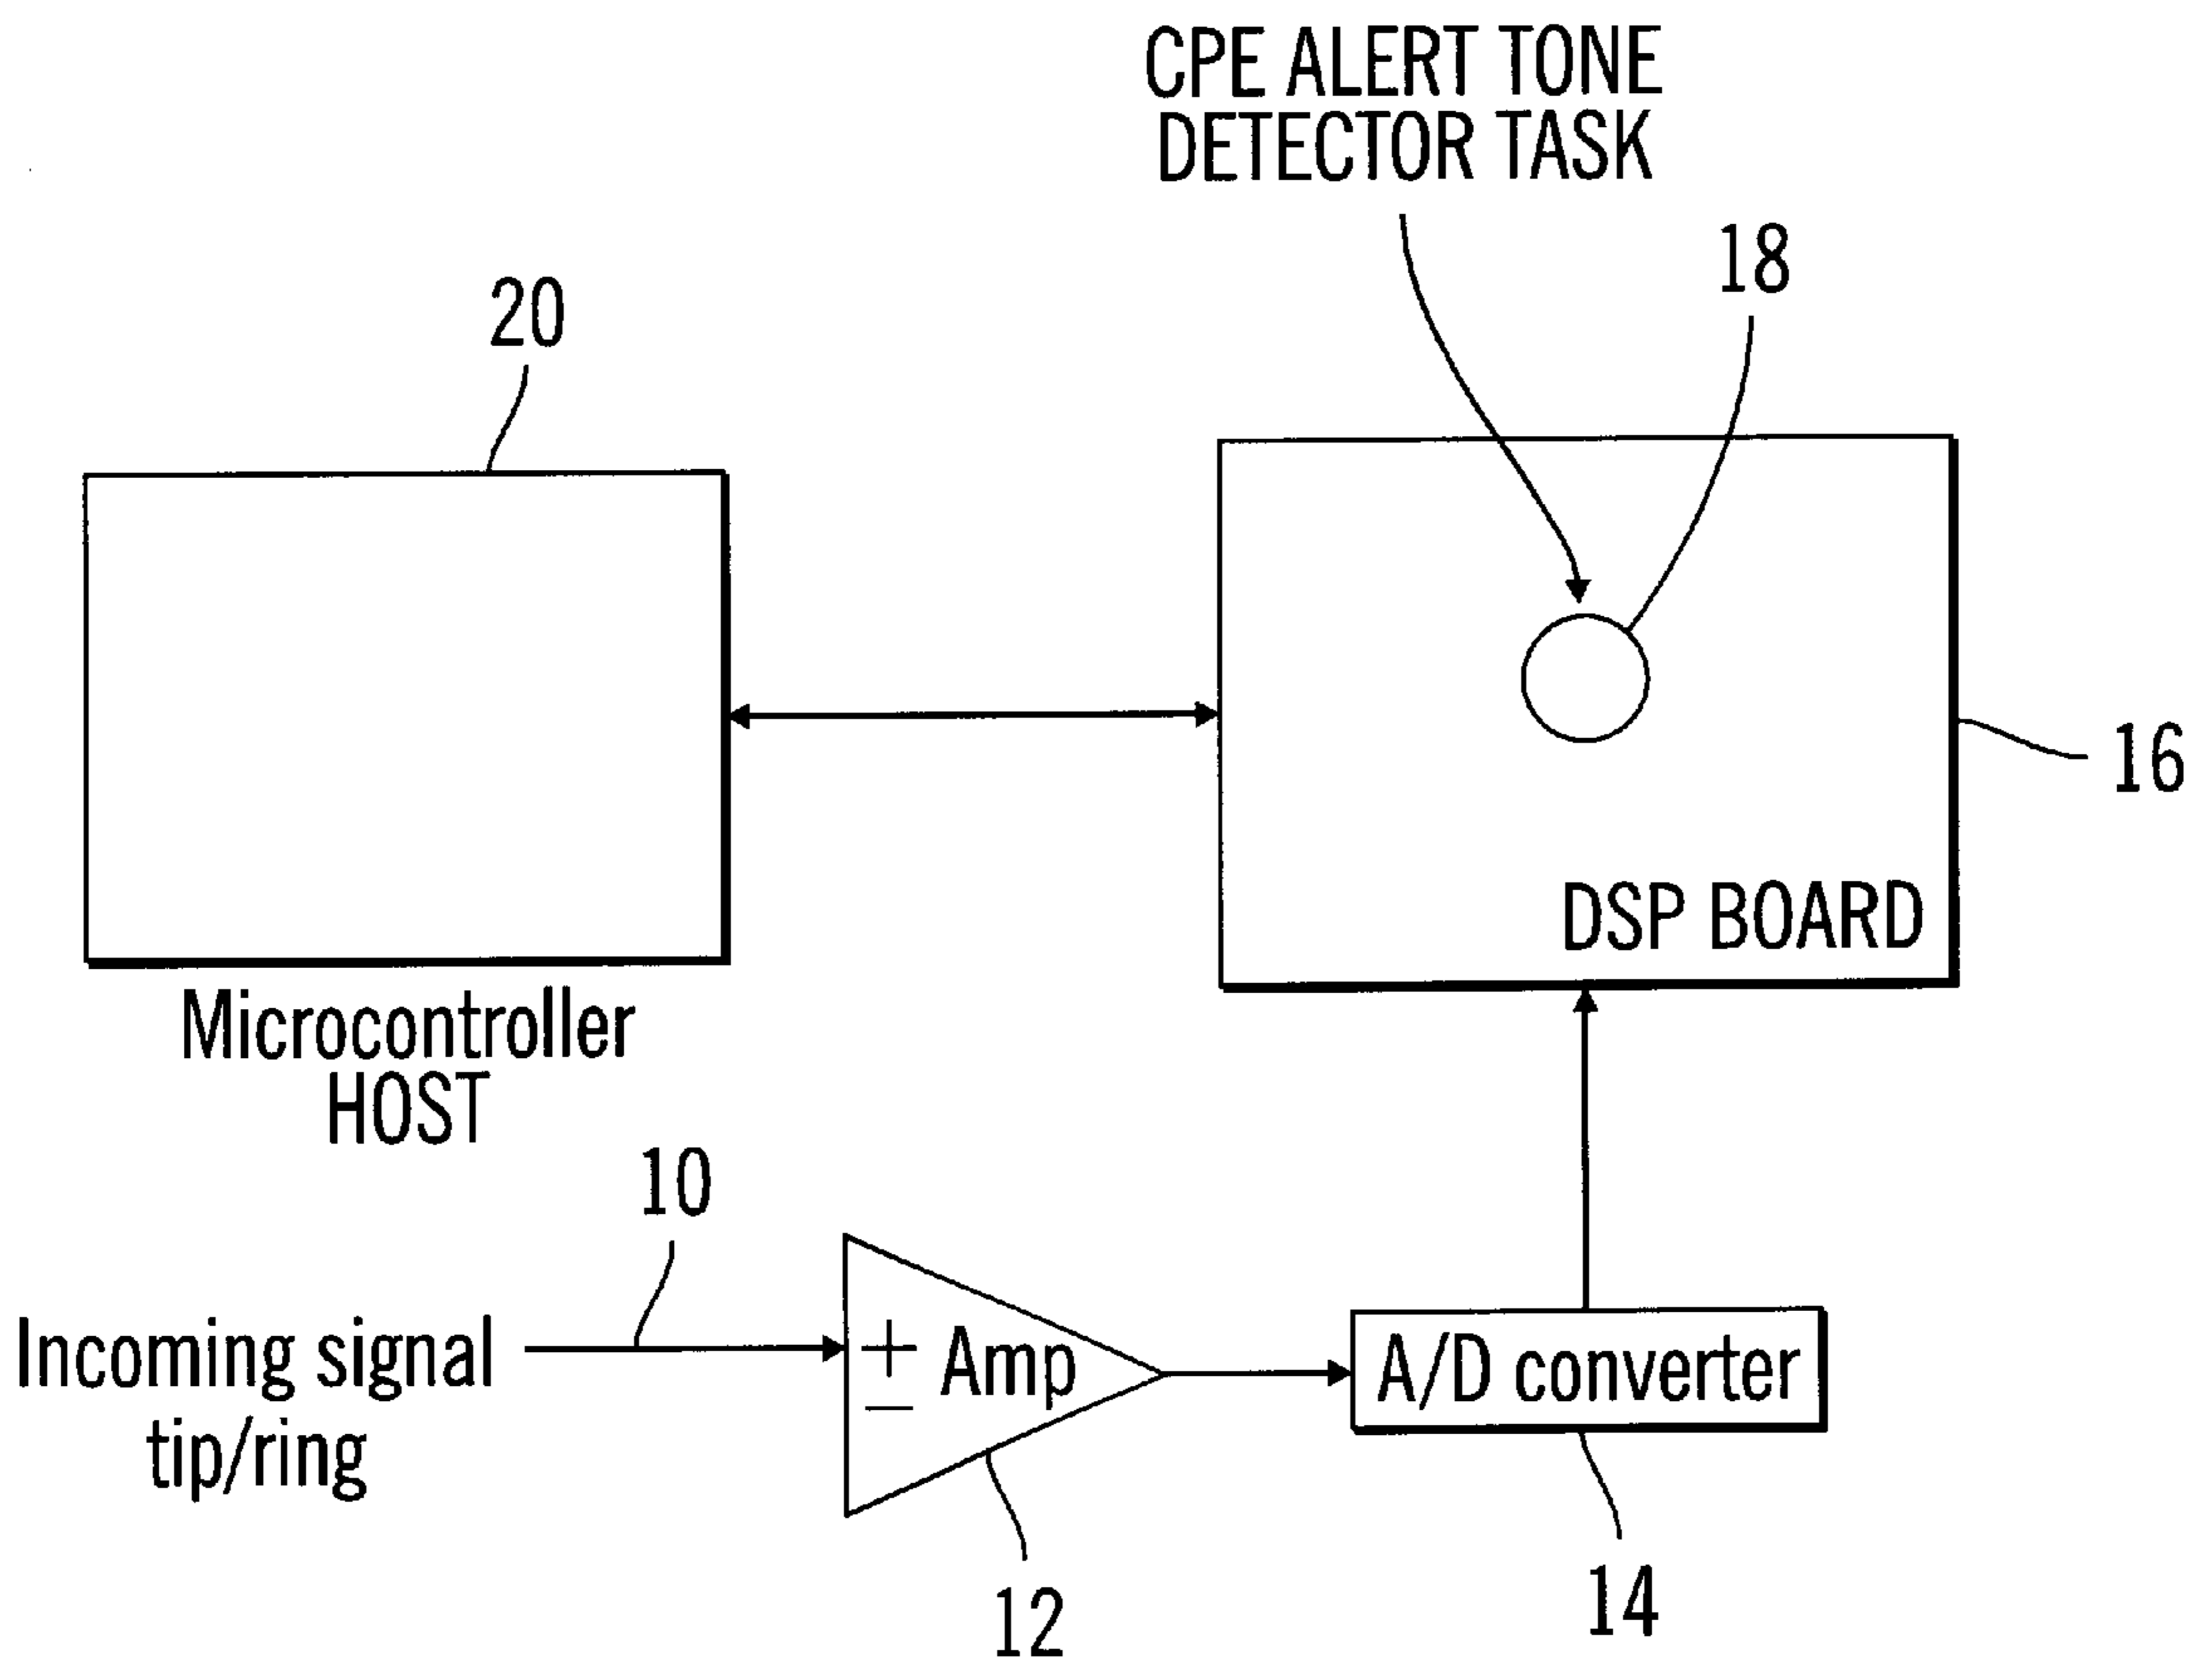 CPE ALERT TONE
DETECTOR TASK
18
20
16
DSP BOARD
Microcontroller
HOST
10
Incoming signal
tip/ring
+
−
Amp
A/D converter
12
14